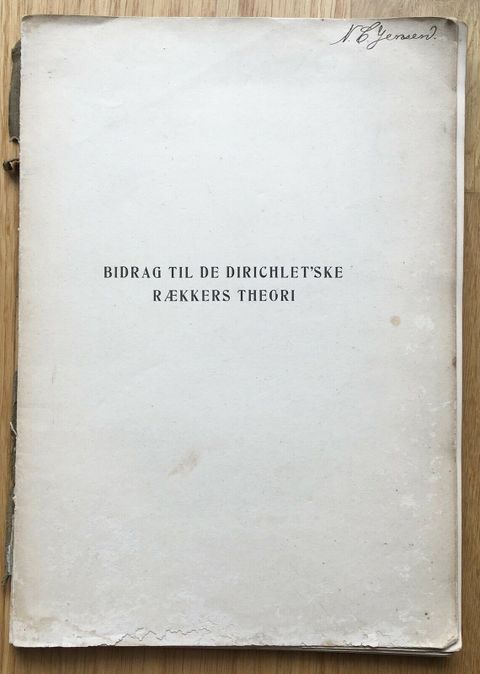 N C Jensen.
BIDRAG TIL DE DIRICHLET'SKE
RÆKKERS THEORI